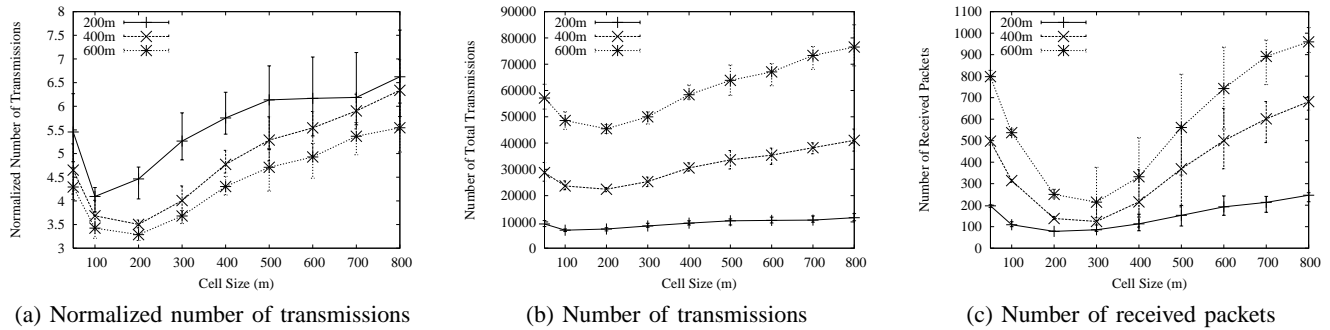 8
7.5
7
6.5
6
5.5
5
4.5
4
3.5
3
Normalized Number of Transmissions
200m
400m
600m
100 200 300 400 500 600 700 800
Cell Size (m)
(a) Normalized number of transmissions
90000
80000
70000
60000
50000
40000
30000
20000
10000
0
Number of Total Transmissions
200m
400m
600m
100 200 300 400 500 600 700 800
Cell Size (m)
(b) Number of transmissions
1100
1000
900
800
700
600
500
400
300
200
100
0
Number of Received Packets
200m
400m
600m
100 200 300 400 500 600 700 800
Cell Size (m)
(c) Number of received packets